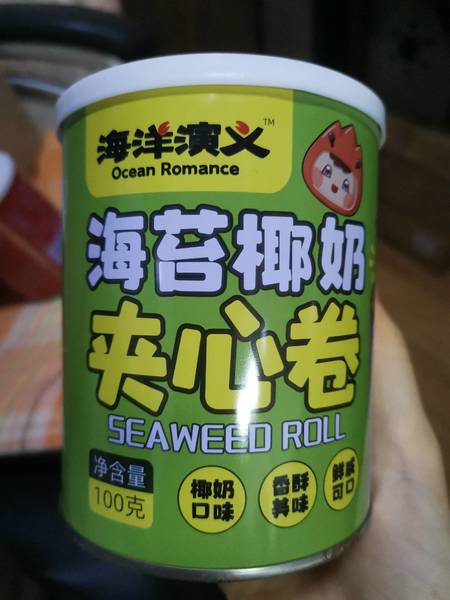 海洋演义™
Ocean Romance
海苔椰奶
夹心卷
SEAWEED ROLL
净含量
100克
椰奶
口味
香酥
美味
鲜咸
可口